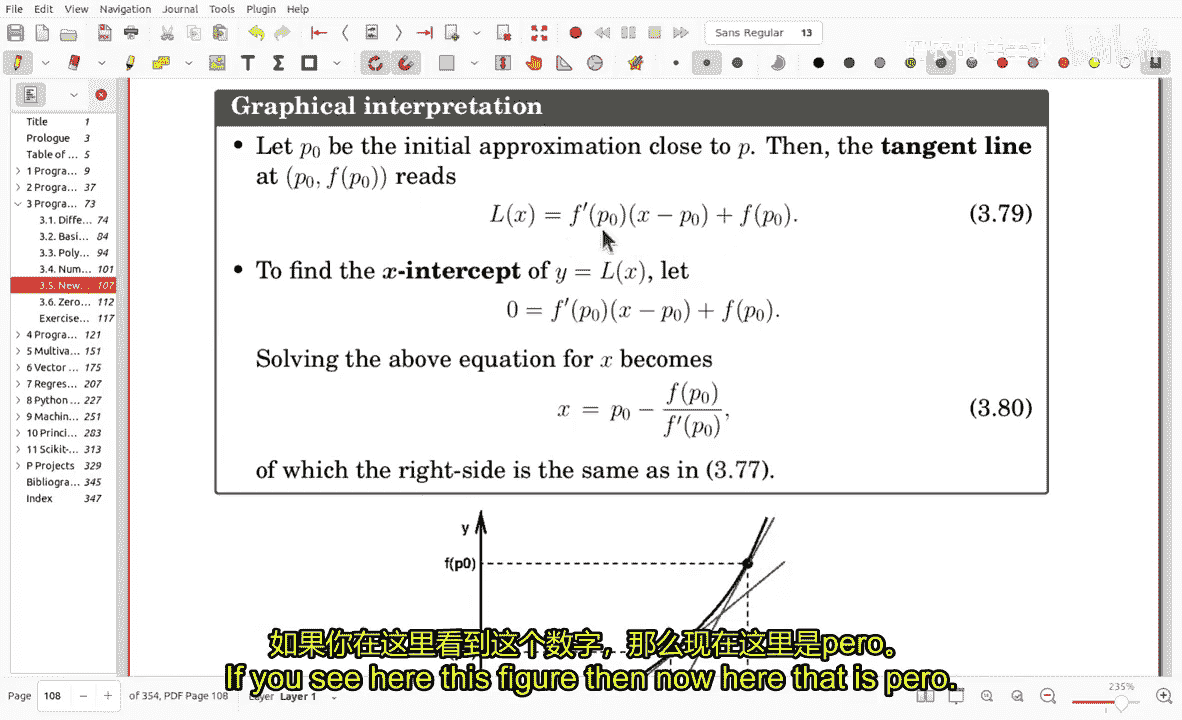 File Edit View Navigation Journal Tools Plugin Help
Sans Regular 13
Title 1
Prologue 3
Table of ... 5
1 Progra... 9
2 Progra... 37
3 Progra... 73
3.1. Diffe... 74
3.2. Basi... 84
3.3. Poly... 94
3.4. Num... 101
3.5. New... 107
3.6. Zero... 112
Exercise... 117
4 Progra... 121
5 Multiva... 151
6 Vector ... 175
7 Regres... 207
8 Python ... 227
9 Machin... 251
10 Princi... 283
11 Scikit-... 313
P Projects 329
Bibliogra... 345
Index 347
Graphical interpretation
• Let p₀ be the initial approximation close to p. Then, the tangent line
at (p₀, f(p₀)) reads
L(x) = f′(p₀)(x − p₀) + f(p₀). (3.79)
• To find the x-intercept of y = L(x), let
0 = f′(p₀)(x − p₀) + f(p₀).
Solving the above equation for x becomes
x = p₀ − f(p₀)/f′(p₀), (3.80)
of which the right-side is the same as in (3.77).
y
f(p0)
如果你在这里看到这个数字，那么现在这里是pero。
If you see here this figure then now here that is pero.
Page 108 − + of 354, PDF Page 108 Layer Layer 1 235%